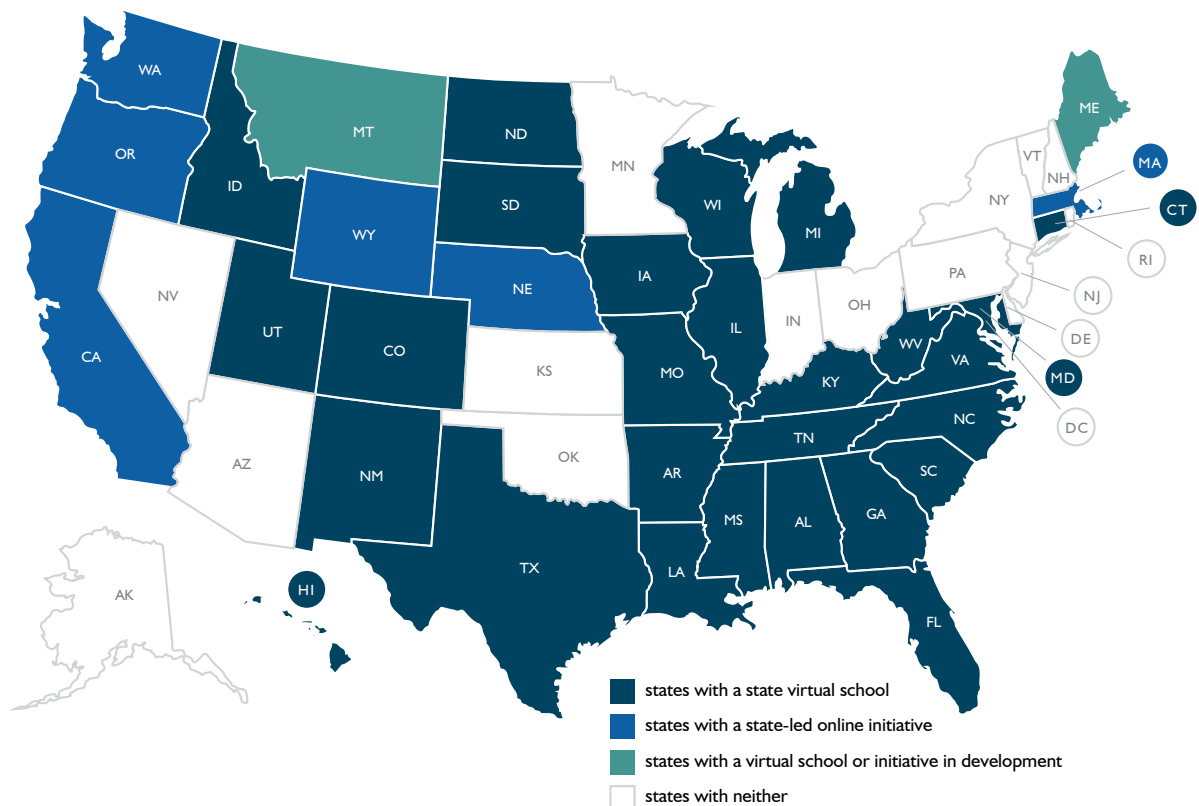 WA
OR
CA
NV
ID
MT
WY
UT
AZ
CO
NM
ND
SD
NE
KS
OK
TX
MN
IA
MO
AR
LA
WI
IL
MI
IN
OH
KY
TN
MS
AL
GA
FL
SC
NC
VA
WV
PA
NY
VT
NH
ME
MA
CT
RI
NJ
DE
MD
DC
AK
HI
states with a state virtual school
states with a state-led online initiative
states with a virtual school or initiative in development
states with neither